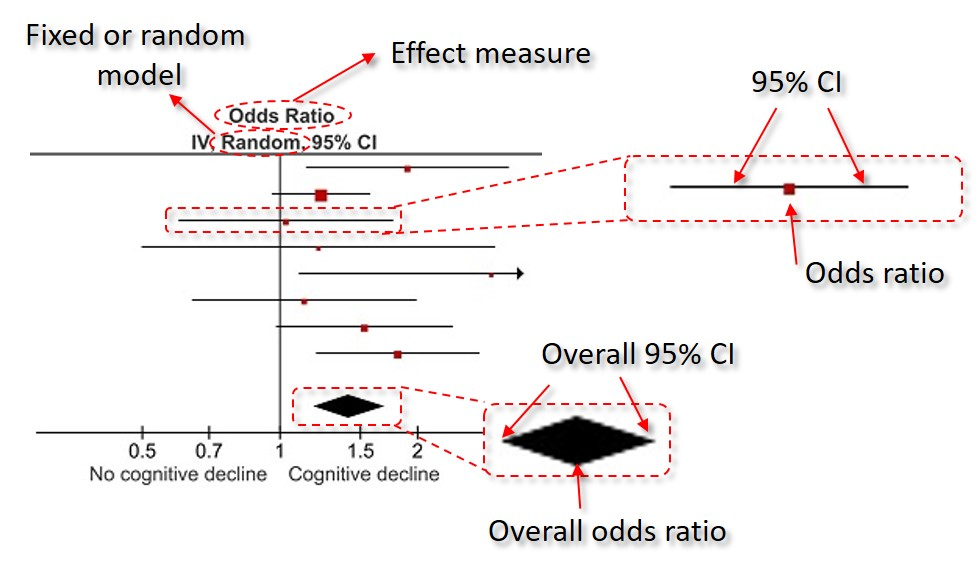 Fixed or random
model
Effect measure
Odds Ratio
IV, Random, 95% CI
95% CI
Odds ratio
Overall 95% CI
0.5 0.7 1 1.5 2
No cognitive decline Cognitive decline
Overall odds ratio